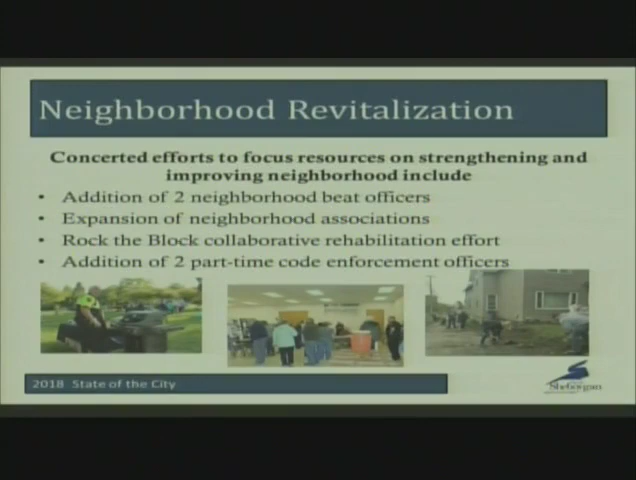 Neighborhood Revitalization
Concerted efforts to focus resources on strengthening and
improving neighborhood include
• Addition of 2 neighborhood beat officers
• Expansion of neighborhood associations
• Rock the Block collaborative rehabilitation effort
• Addition of 2 part-time code enforcement officers
2018 State of the City
Sheboygan